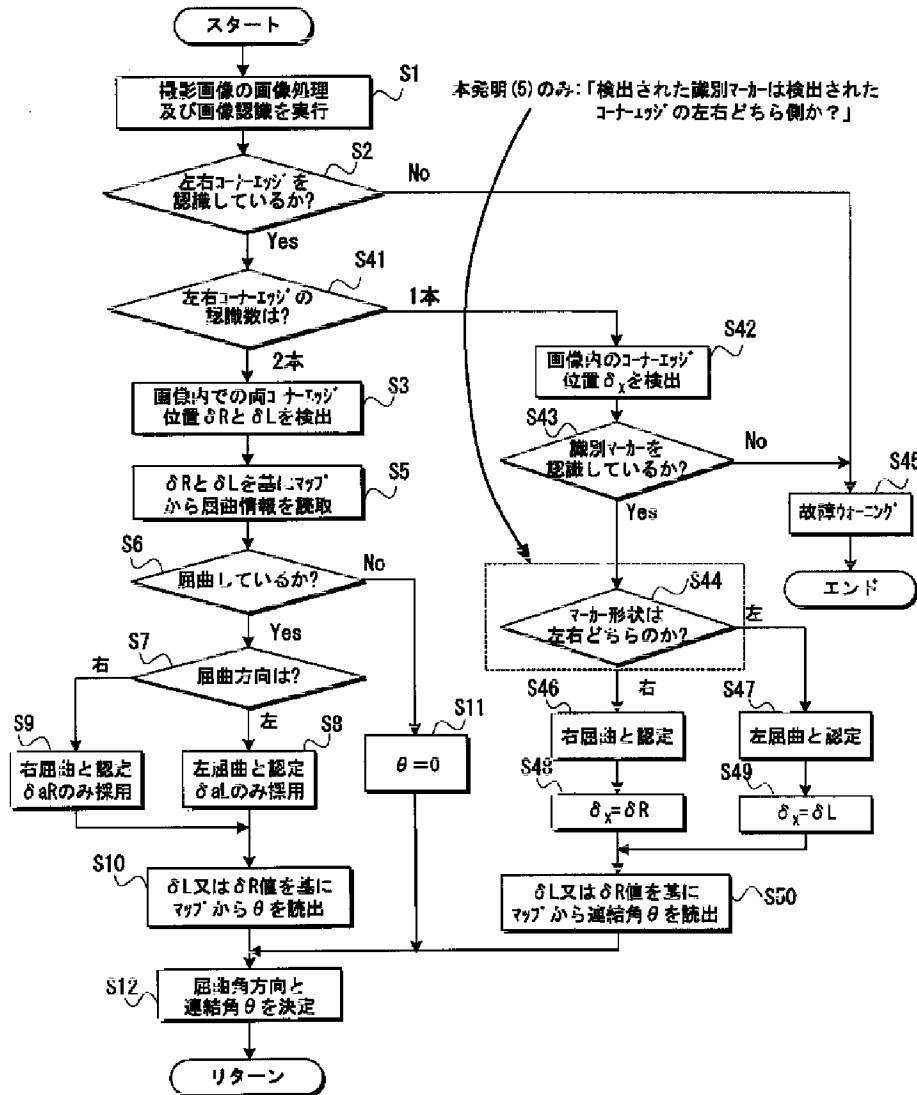 スタート
撮影画像の画像処理
及び画像認識を実行
S1
本発明(5)のみ:「検出された識別マーカーは検出された
コーナーエッジの左右どちら側か?」
S2
左右コーナーエッジを
認識しているか?
No
Yes
S41
左右コーナーエッジの
認識数は?
1本
2本
S42
画像内のコーナーエッジ
位置δxを検出
画像内での両コーナーエッジ
位置δRとδLを検出
S3
S43
識別マーカーを
認識しているか?
No
Yes
δRとδLを基にマップ
から屈曲情報を読取
S5
S45
故障ウォーニング
エンド
S6
屈曲しているか?
No
Yes
S44
マーカー形状は
左右どちらのか?
左
右
S7
屈曲方向は?
右
左
S9
右屈曲と認定
δaRのみ採用
S8
左屈曲と認定
δaLのみ採用
S11
θ=0
S46
右屈曲と認定
S47
左屈曲と認定
S48
δx=δR
S49
δx=δL
S10
δL又はδR値を基に
マップからθを読出
δL又はδR値を基に
マップから連結角θを読出
S50
S12
屈曲角方向と
連結角θを決定
リターン